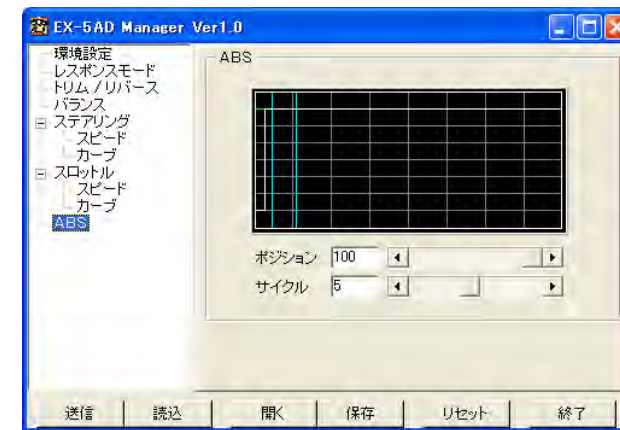 EX-5AD Manager Ver1.0
環境設定
レスポンスモード
トリム / リバース
バランス
ステアリング
スピード
カーブ
スロットル
スピード
カーブ
ABS
ABS
ポジション 100
サイクル 5
送信 読込 開く 保存 リセット 終了